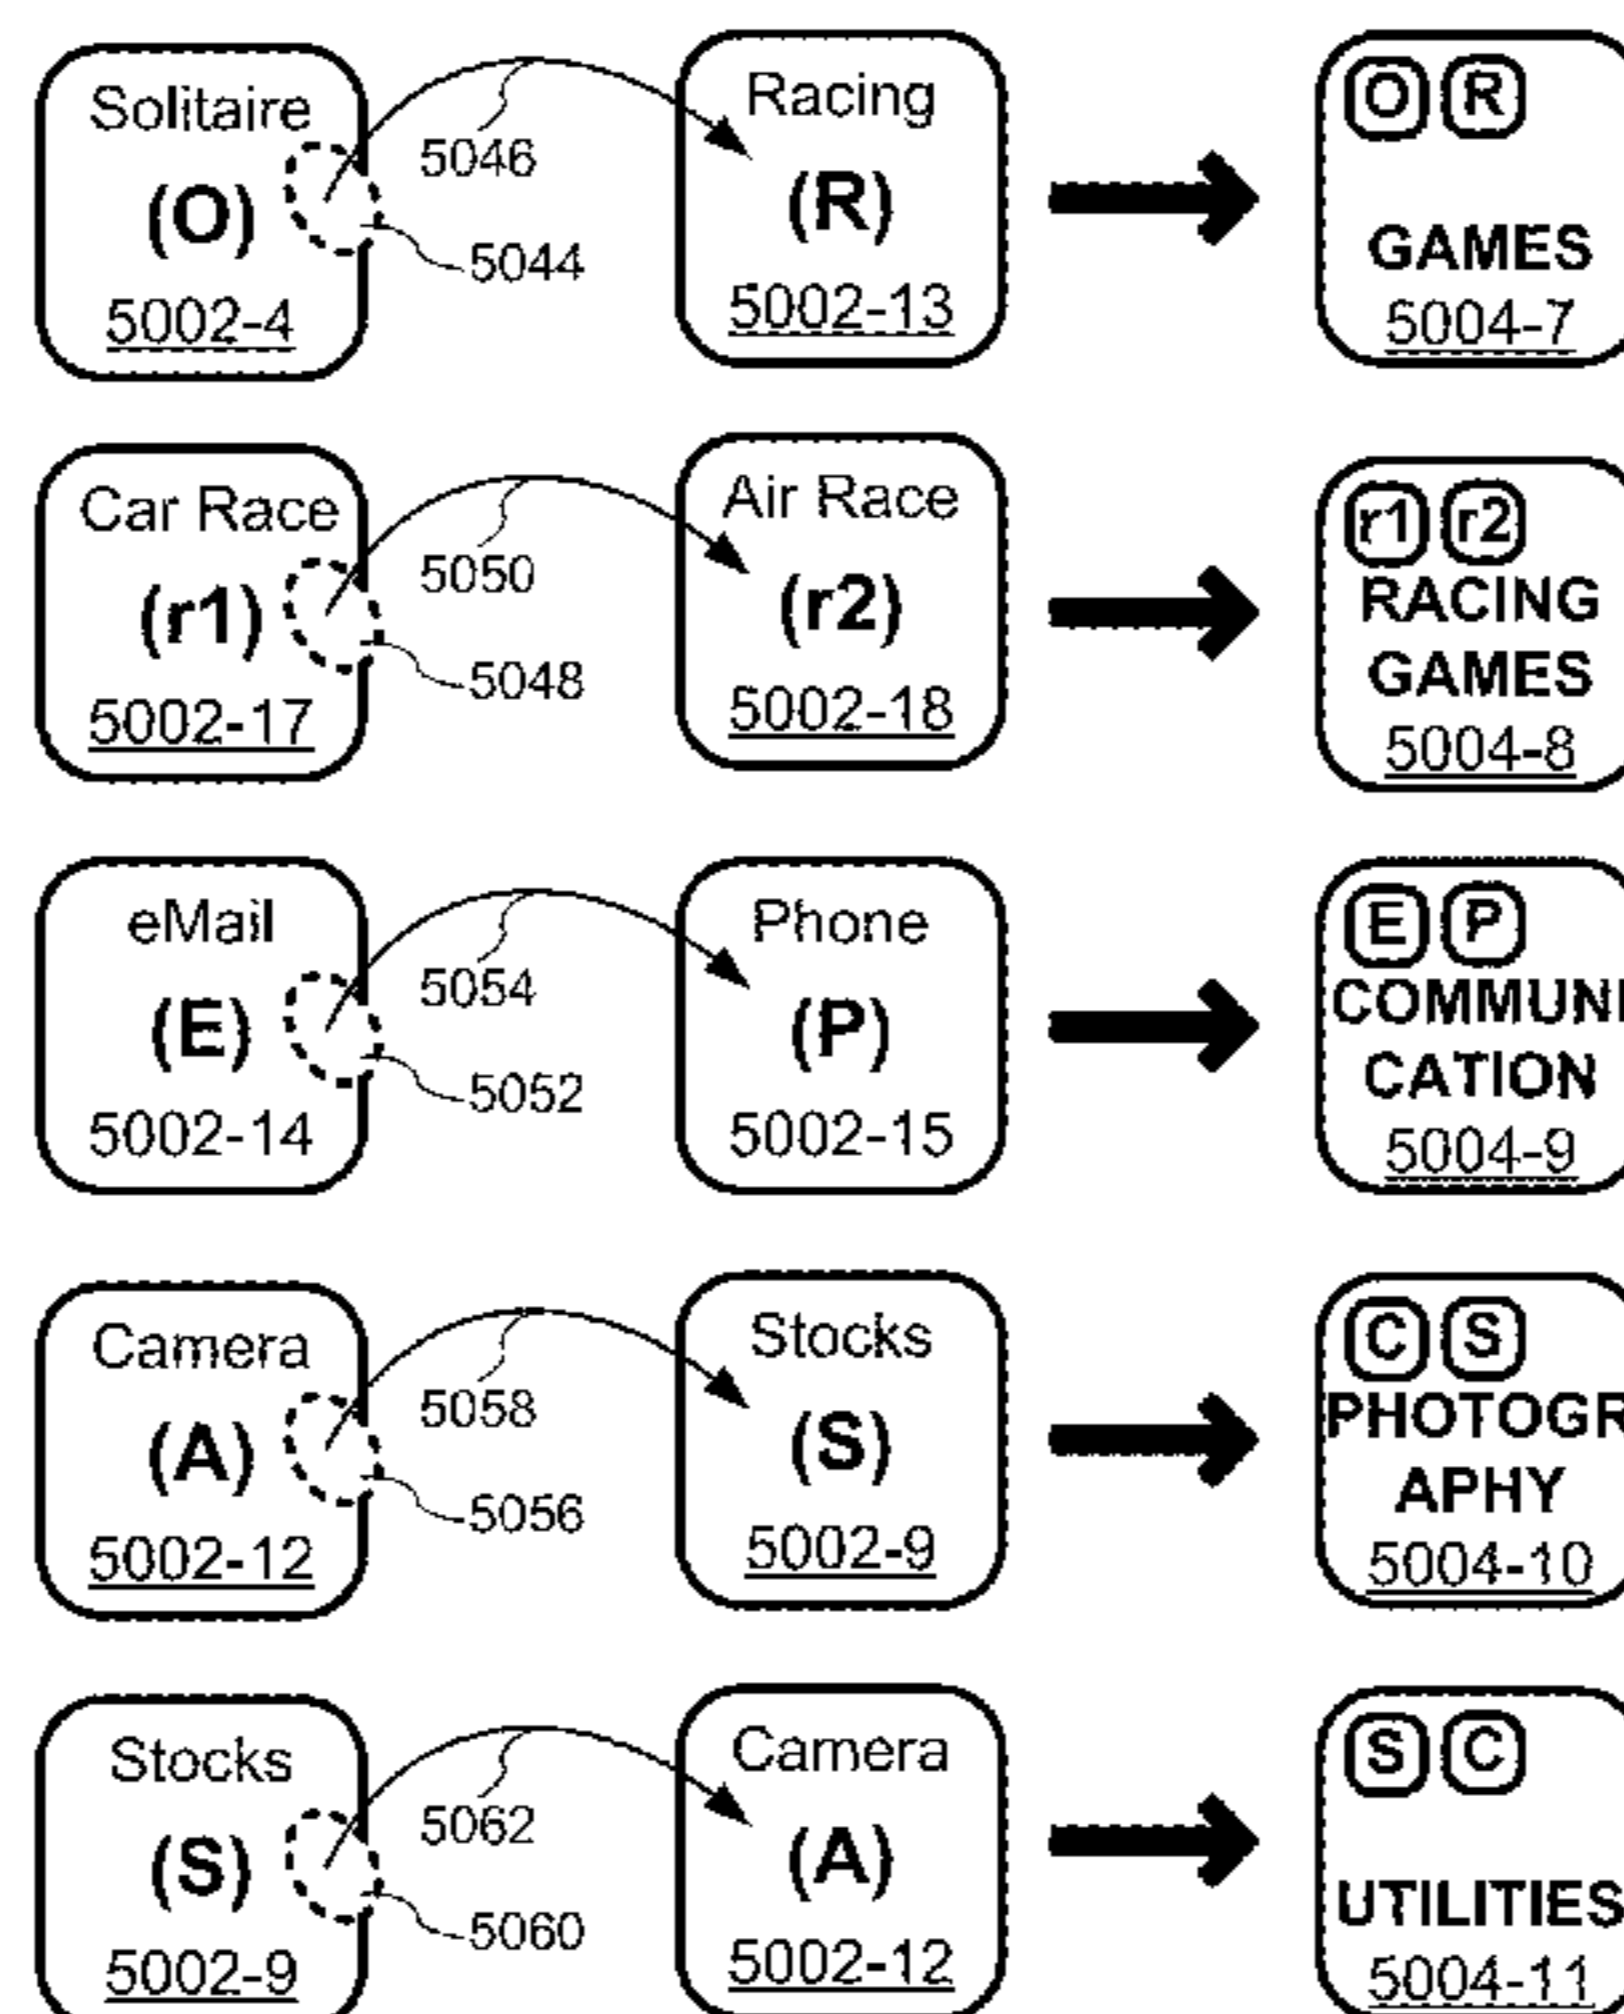 Solitaire
(O)
5002-4
5046
5044
Racing
(R)
5002-13
O R
GAMES
5004-7
Car Race
(r1)
5002-17
5050
5048
Air Race
(r2)
5002-18
r1 r2
RACING
GAMES
5004-8
eMail
(E)
5002-14
5054
5052
Phone
(P)
5002-15
E P
COMMUNI
CATION
5004-9
Camera
(A)
5002-12
5058
5056
Stocks
(S)
5002-9
C S
PHOTOGR
APHY
5004-10
Stocks
(S)
5002-9
5062
5060
Camera
(A)
5002-12
S C
UTILITIES
5004-11